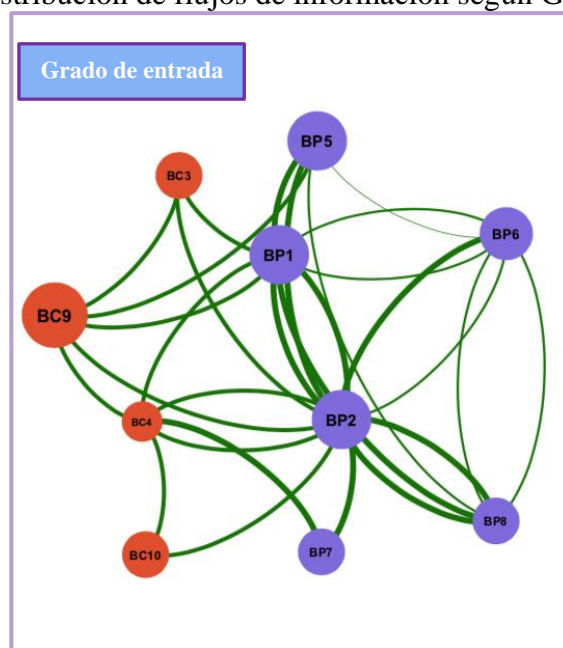 stribución de flujos de información según G
Grado de entrada
BP5
BC3
BP6
BP1
BC9
BC4
BP2
BP8
BC10
BP7